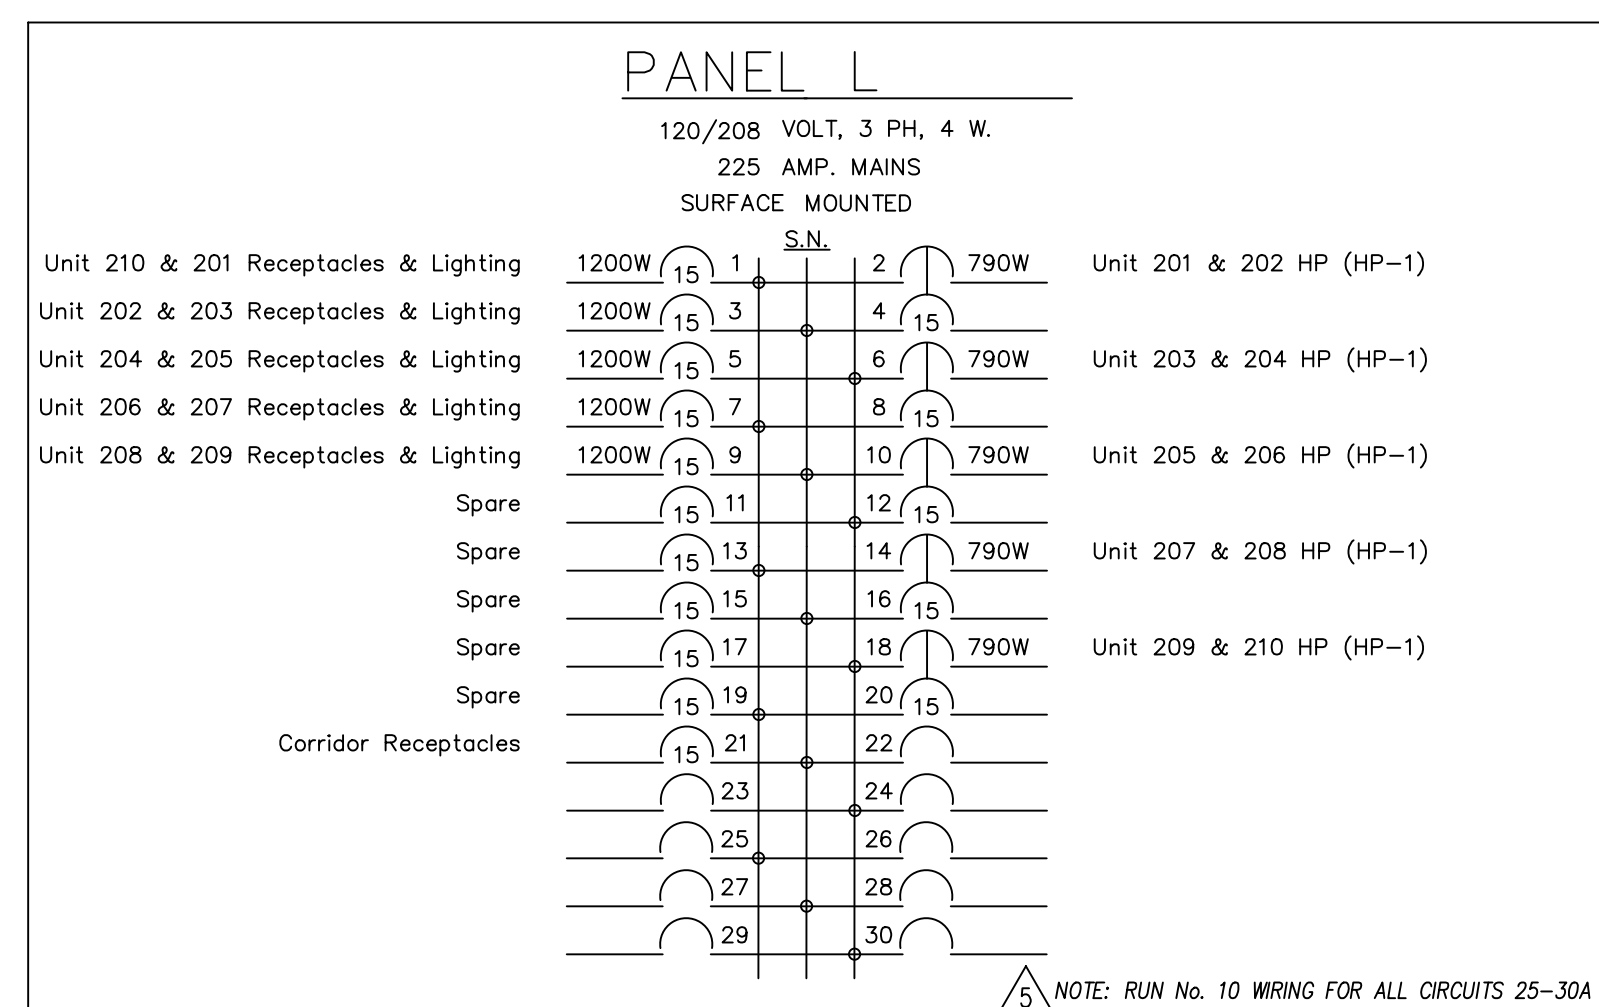 PANEL L
120/208 VOLT, 3 PH, 4 W.
225 AMP. MAINS
SURFACE MOUNTED
S.N.
Unit 210 & 201 Receptacles & Lighting 1200W 15 1 2 790W Unit 201 & 202 HP (HP-1)
Unit 202 & 203 Receptacles & Lighting 1200W 15 3 4 15
Unit 204 & 205 Receptacles & Lighting 1200W 15 5 6 790W Unit 203 & 204 HP (HP-1)
Unit 206 & 207 Receptacles & Lighting 1200W 15 7 8 15
Unit 208 & 209 Receptacles & Lighting 1200W 15 9 10 790W Unit 205 & 206 HP (HP-1)
Spare 15 11 12 15
Spare 15 13 14 790W Unit 207 & 208 HP (HP-1)
Spare 15 15 16 15
Spare 15 17 18 790W Unit 209 & 210 HP (HP-1)
Spare 15 19 20 15
Corridor Receptacles 15 21 22
23 24
25 26
27 28
29 30
5 NOTE: RUN No. 10 WIRING FOR ALL CIRCUITS 25-30A